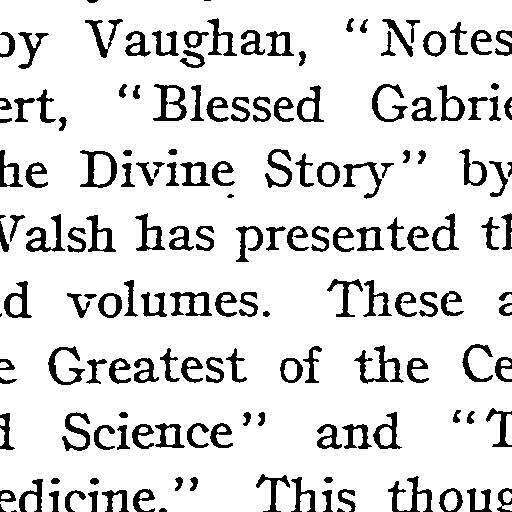 by Vaughan, "Notes
ert, "Blessed Gabrie
he Divine Story" by
Walsh has presented th
d volumes. These a
e Greatest of the Ce
d Science" and "T
edicine." This thoug